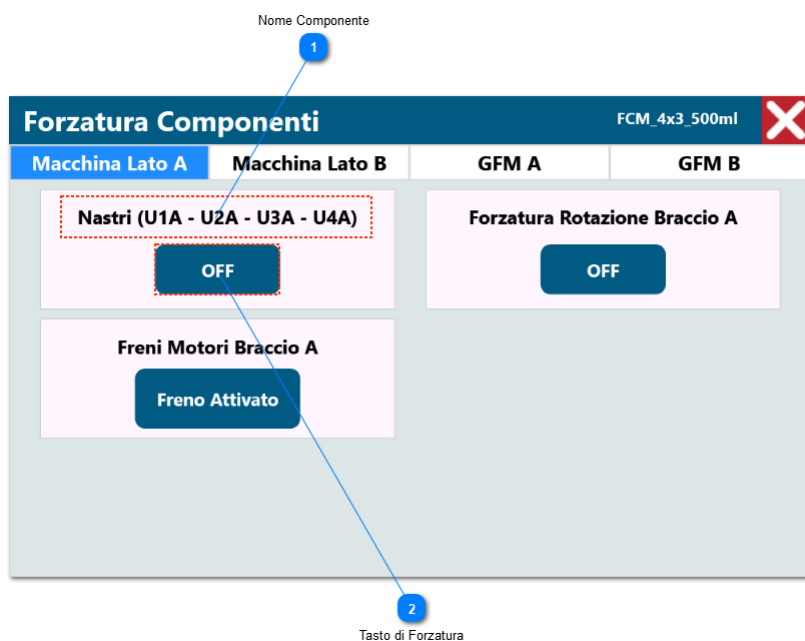 Nome Componente
1
Forzatura Componenti
FCM_4x3_500ml
Macchina Lato A
Macchina Lato B
GFM A
GFM B
Nastri (U1A - U2A - U3A - U4A)
Forzatura Rotazione Braccio A
OFF
OFF
Freni Motori Braccio A
Freno Attivato
2
Tasto di Forzatura